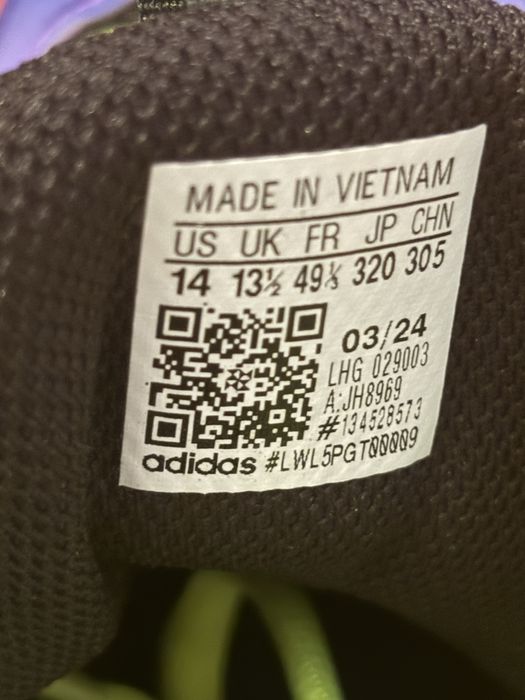 MADE IN VIETNAM
US UK FR JP CHN
14 13½ 49⅓ 320 305
03/24
LHG 029003
A:JH8969
#134528573
adidas #LWL5PGT00009